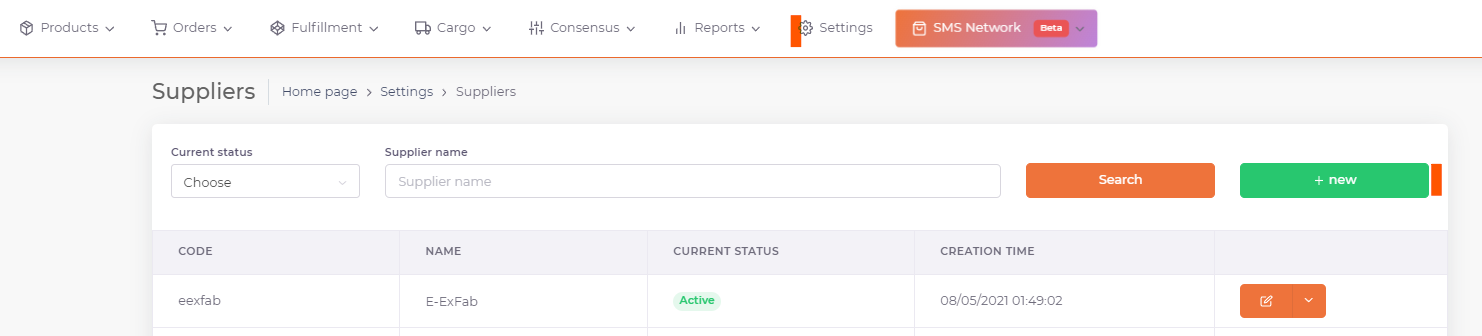 Products Orders Fulfillment Cargo Consensus Reports Settings SMS Network Beta
Suppliers Home page > Settings > Suppliers
Current status Supplier name
Choose Supplier name Search + new
CODE NAME CURRENT STATUS CREATION TIME
eexfab E-ExFab Active 08/05/2021 01:49:02